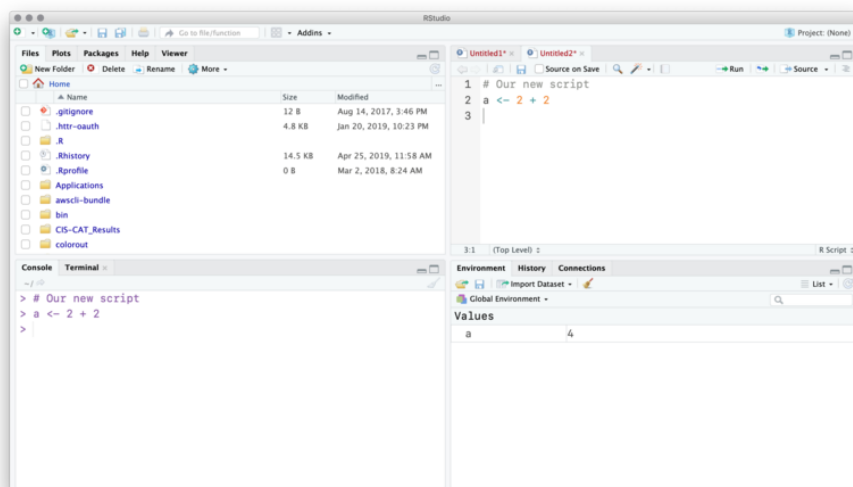 RStudio
Go to file/function Addins Project: (None)
Files Plots Packages Help Viewer
New Folder Delete Rename More
Home ...
Name Size Modified
.gitignore 12 B Aug 14, 2017, 3:46 PM
.httr-oauth 4.8 KB Jan 20, 2019, 10:23 PM
.R
.Rhistory 14.5 KB Apr 25, 2019, 11:58 AM
.Rprofile 0 B Mar 2, 2018, 8:24 AM
Applications
awscli-bundle
bin
CIS-CAT_Results
colorout
Untitled1* Untitled2*
Source on Save Run Source
1 # Our new script
2 a <- 2 + 2
3
3:1 (Top Level) R Script
Console Terminal
~/
> # Our new script
> a <- 2 + 2
>
Environment History Connections
Import Dataset List
Global Environment
Values
a 4